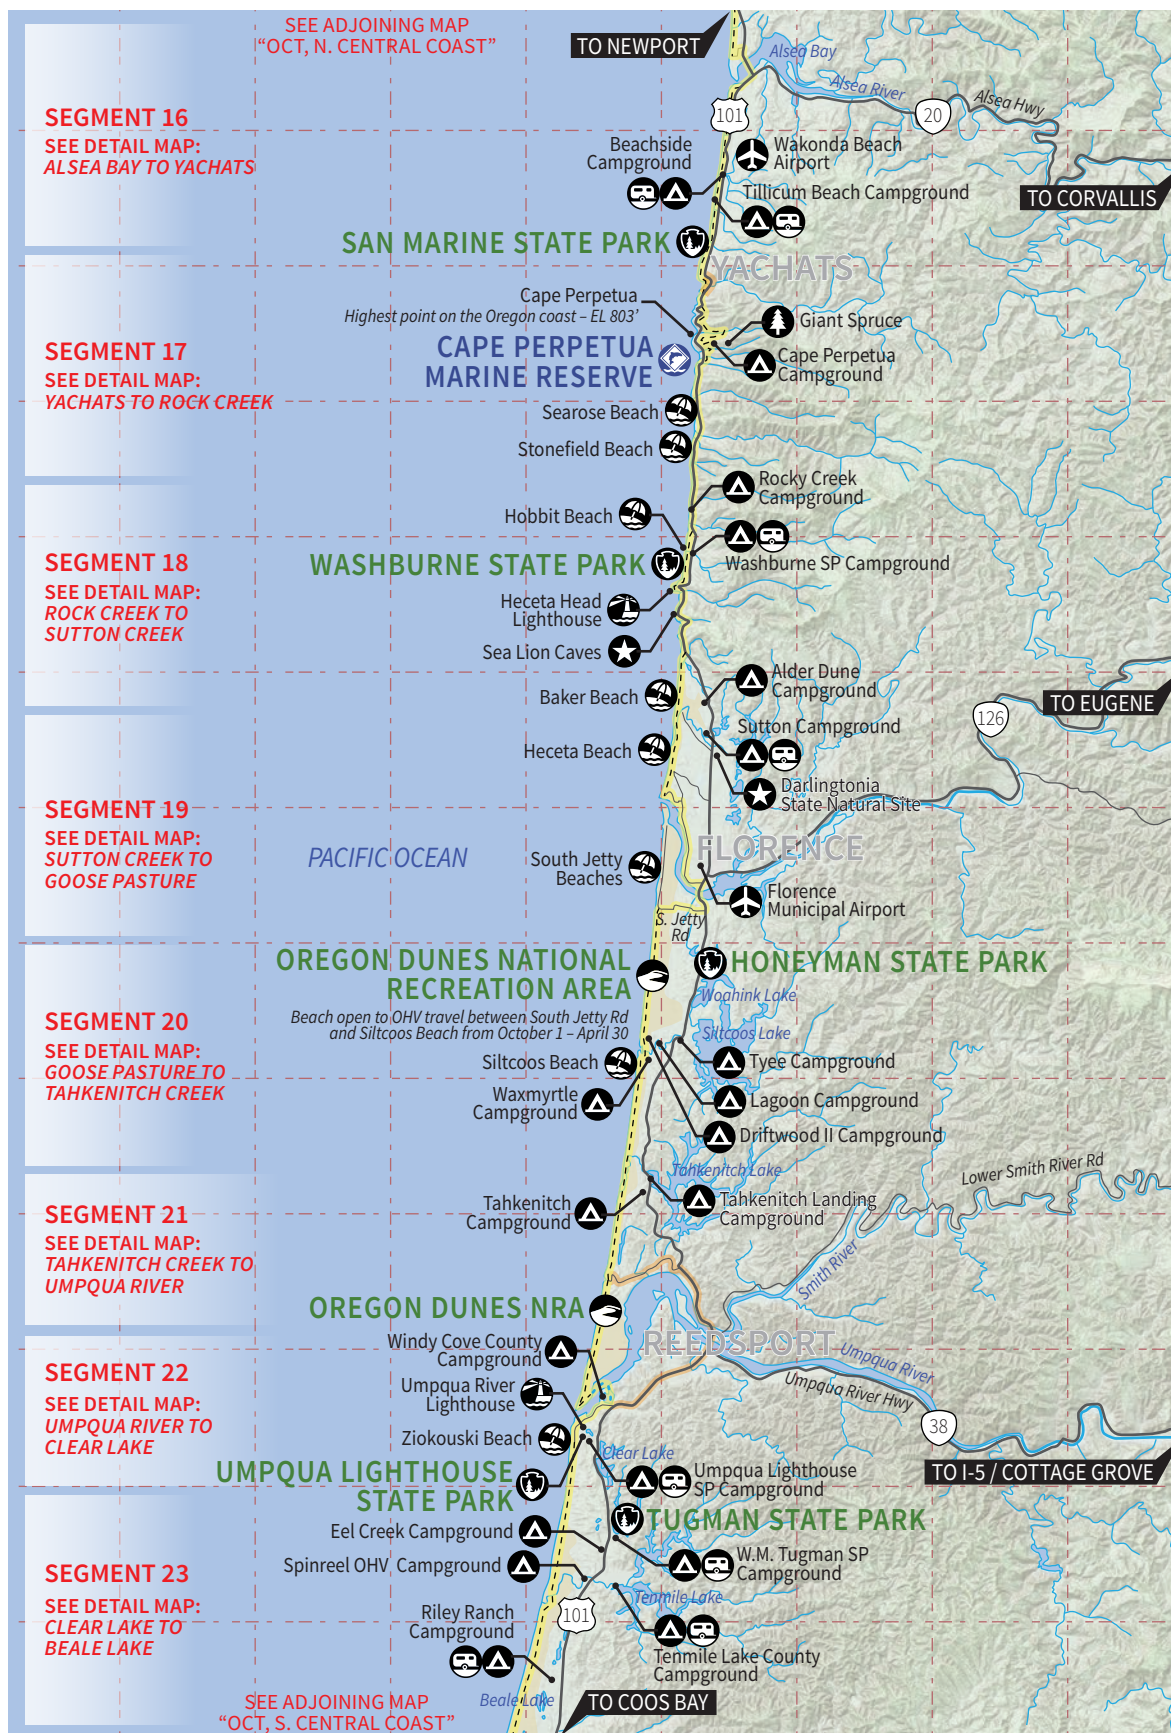 SEE ADJOINING MAP
"OCT, N. CENTRAL COAST"
TO NEWPORT
Alsea Bay
Alsea River
Alsea Hwy
20
101
SEGMENT 16
SEE DETAIL MAP:
ALSEA BAY TO YACHATS
Beachside
Campground
Wakonda Beach
Airport
Tillicum Beach Campground
TO CORVALLIS
SAN MARINE STATE PARK
YACHATS
Cape Perpetua
Highest point on the Oregon coast – EL 803'
Giant Spruce
CAPE PERPETUA
MARINE RESERVE
Cape Perpetua
Campground
SEGMENT 17
SEE DETAIL MAP:
YACHATS TO ROCK CREEK
Searose Beach
Stonefield Beach
Rocky Creek
Campground
Hobbit Beach
WASHBURNE STATE PARK
Washburne SP Campground
SEGMENT 18
SEE DETAIL MAP:
ROCK CREEK TO
SUTTON CREEK
Heceta Head
Lighthouse
Sea Lion Caves
Baker Beach
Alder Dune
Campground
TO EUGENE
126
Sutton Campground
Heceta Beach
Darlingtonia
State Natural Site
SEGMENT 19
SEE DETAIL MAP:
SUTTON CREEK TO
GOOSE PASTURE
PACIFIC OCEAN
South Jetty
Beaches
FLORENCE
Florence
Municipal Airport
S. Jetty
Rd
OREGON DUNES NATIONAL
RECREATION AREA
Beach open to OHV travel between South Jetty Rd
and Siltcoos Beach from October 1 – April 30
HONEYMAN STATE PARK
Woahink Lake
Siltcoos Lake
SEGMENT 20
SEE DETAIL MAP:
GOOSE PASTURE TO
TAHKENITCH CREEK
Siltcoos Beach
Tyee Campground
Waxmyrtle
Campground
Lagoon Campground
Driftwood II Campground
Tahkenitch Lake
Lower Smith River Rd
Tahkenitch
Campground
Tahkenitch Landing
Campground
SEGMENT 21
SEE DETAIL MAP:
TAHKENITCH CREEK TO
UMPQUA RIVER
Smith River
OREGON DUNES NRA
REEDSPORT
Windy Cove County
Campground
Umpqua River
Umpqua River Hwy
38
SEGMENT 22
SEE DETAIL MAP:
UMPQUA RIVER TO
CLEAR LAKE
Umpqua River
Lighthouse
Ziokouski Beach
Clear Lake
TO I-5 / COTTAGE GROVE
UMPQUA LIGHTHOUSE
STATE PARK
Umpqua Lighthouse
SP Campground
TUGMAN STATE PARK
Eel Creek Campground
W.M. Tugman SP
Campground
Spinreel OHV Campground
SEGMENT 23
SEE DETAIL MAP:
CLEAR LAKE TO
BEALE LAKE
Tenmile Lake
101
Riley Ranch
Campground
Tenmile Lake County
Campground
Beale Lake
TO COOS BAY
SEE ADJOINING MAP
"OCT, S. CENTRAL COAST"